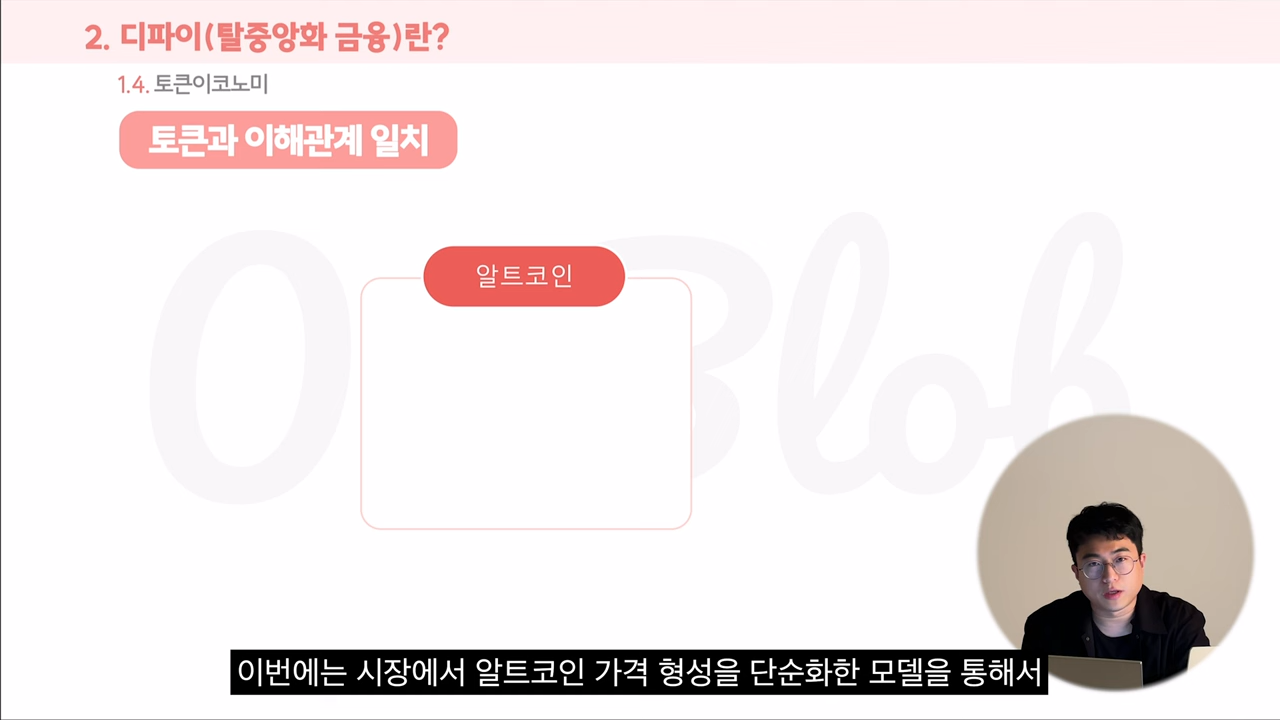 2. 디파이(탈중앙화 금융)란?
1.4. 토큰이코노미
토큰과 이해관계 일치
알트코인
이번에는 시장에서 알트코인 가격 형성을 단순화한 모델을 통해서